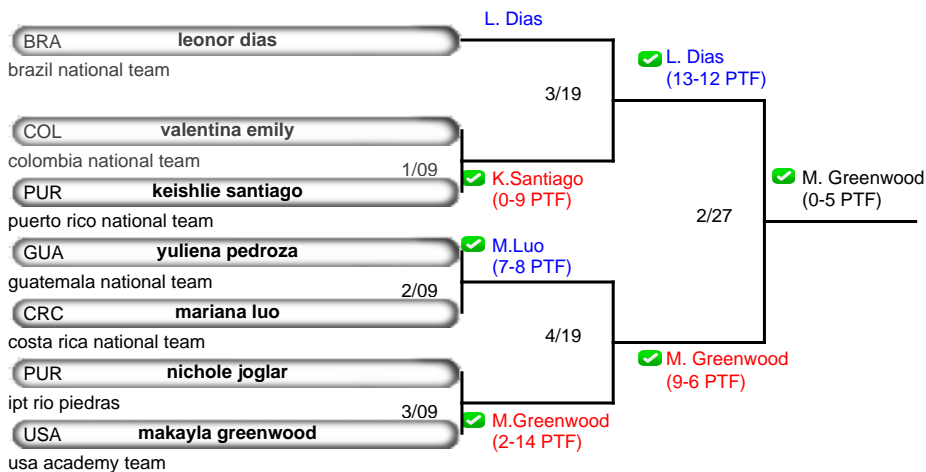 L. Dias
BRA leonor dias
brazil national team
L. Dias
(13-12 PTF)
3/19
COL valentina emily
colombia national team
1/09
K.Santiago
(0-9 PTF)
PUR keishlie santiago
puerto rico national team
M. Greenwood
(0-5 PTF)
2/27
GUA yuliena pedroza
guatemala national team
M.Luo
(7-8 PTF)
2/09
CRC mariana luo
costa rica national team
4/19
M. Greenwood
(9-6 PTF)
PUR nichole joglar
ipt rio piedras
3/09
M.Greenwood
(2-14 PTF)
USA makayla greenwood
usa academy team